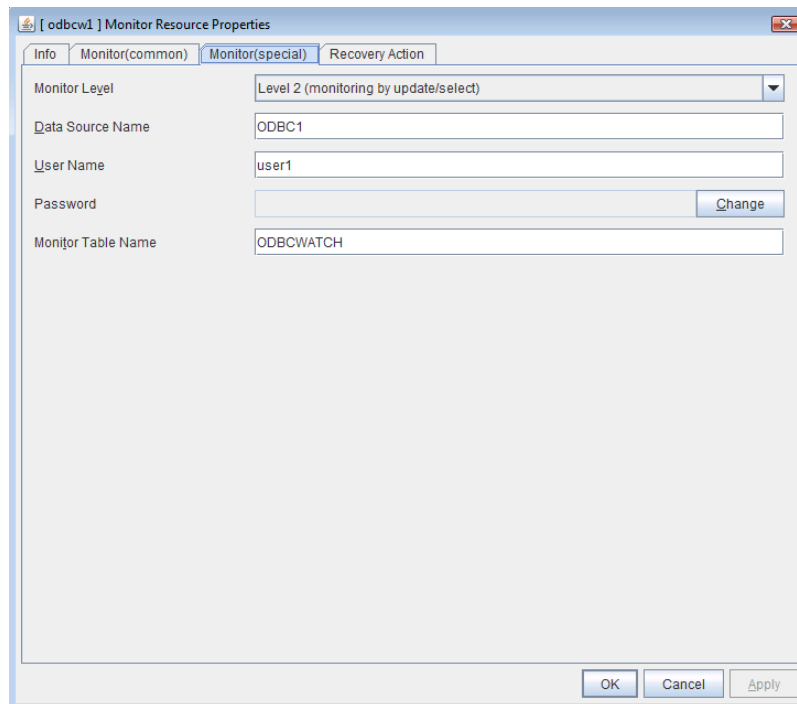 [ odbcw1 ] Monitor Resource Properties
Info Monitor(common) Monitor(special) Recovery Action
Monitor Level Level 2 (monitoring by update/select)
Data Source Name ODBC1
User Name user1
Password Change
Monitor Table Name ODBCWATCH
OK Cancel Apply